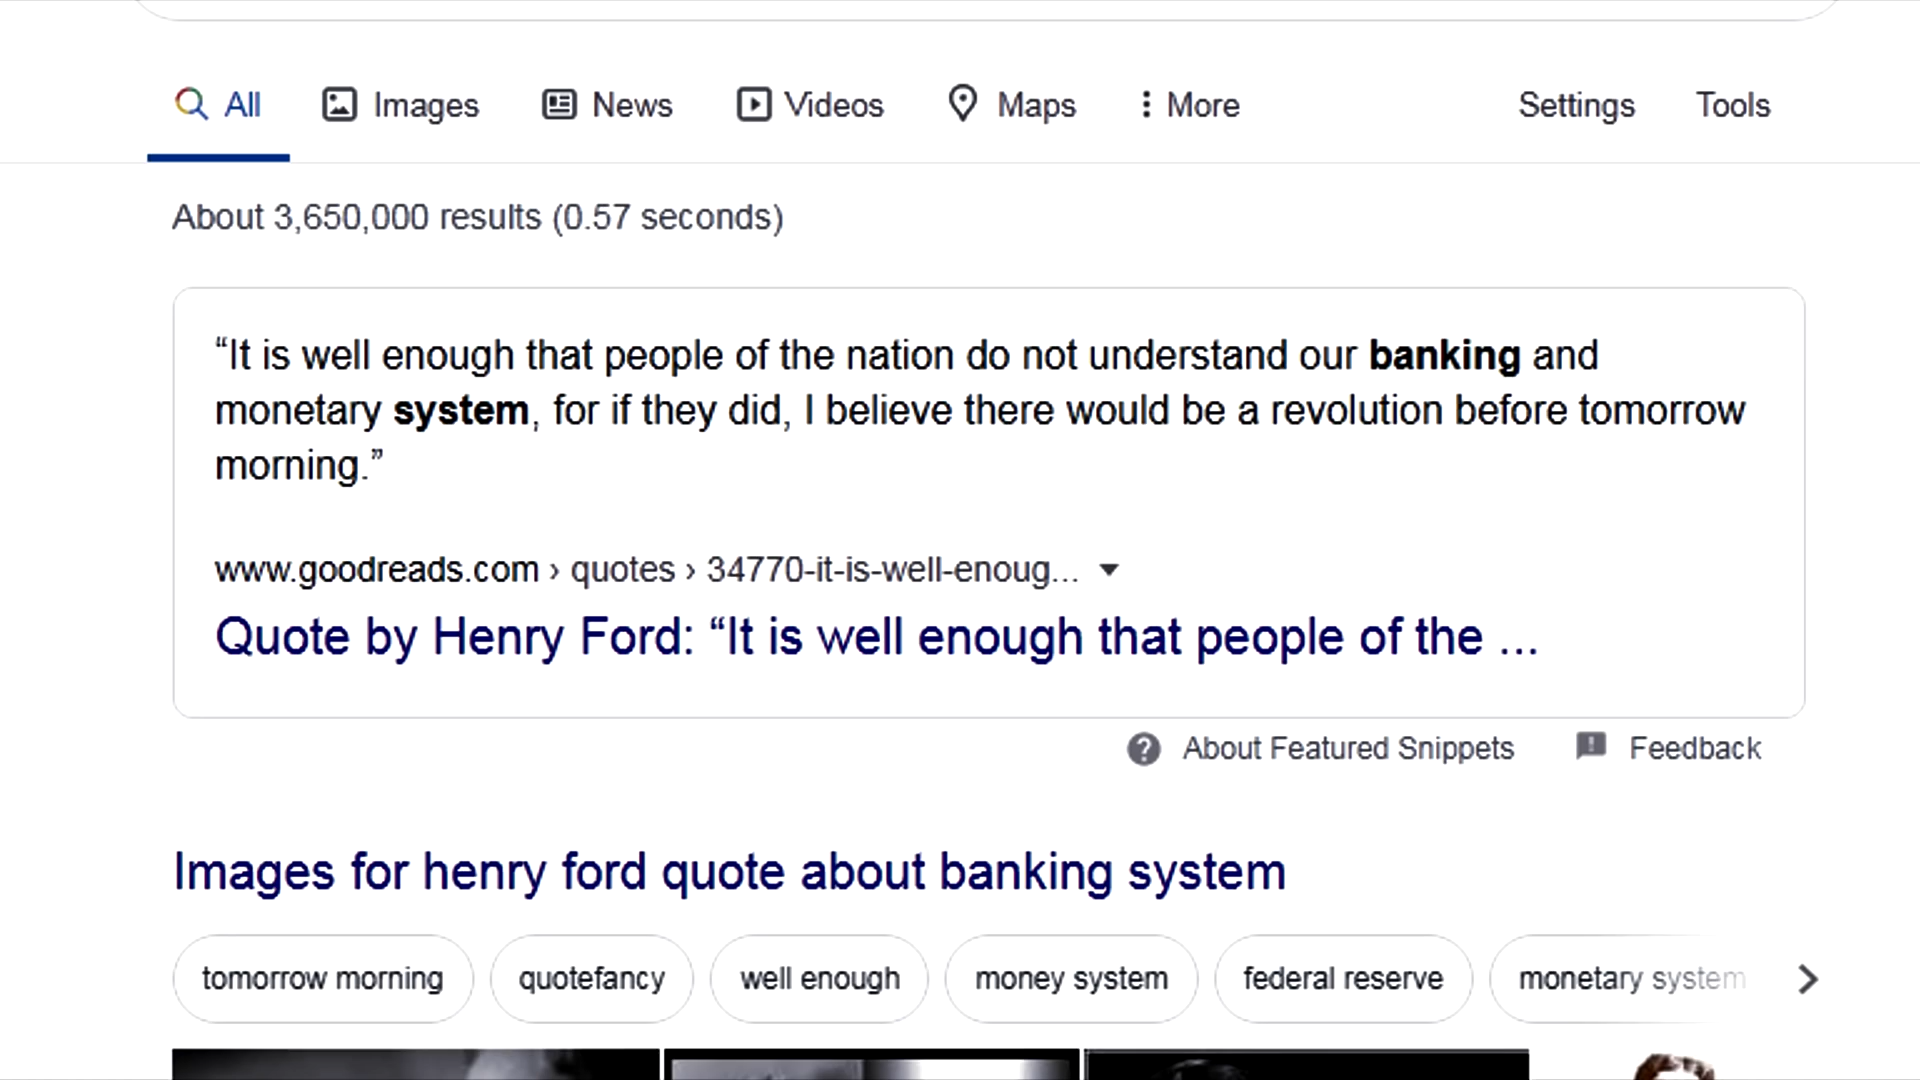 All Images News Videos Maps More Settings Tools
About 3,650,000 results (0.57 seconds)
“It is well enough that people of the nation do not understand our banking and
monetary system, for if they did, I believe there would be a revolution before tomorrow
morning.”
www.goodreads.com › quotes › 34770-it-is-well-enoug...
Quote by Henry Ford: “It is well enough that people of the ...
About Featured Snippets Feedback
Images for henry ford quote about banking system
tomorrow morning quotefancy well enough money system federal reserve monetary system